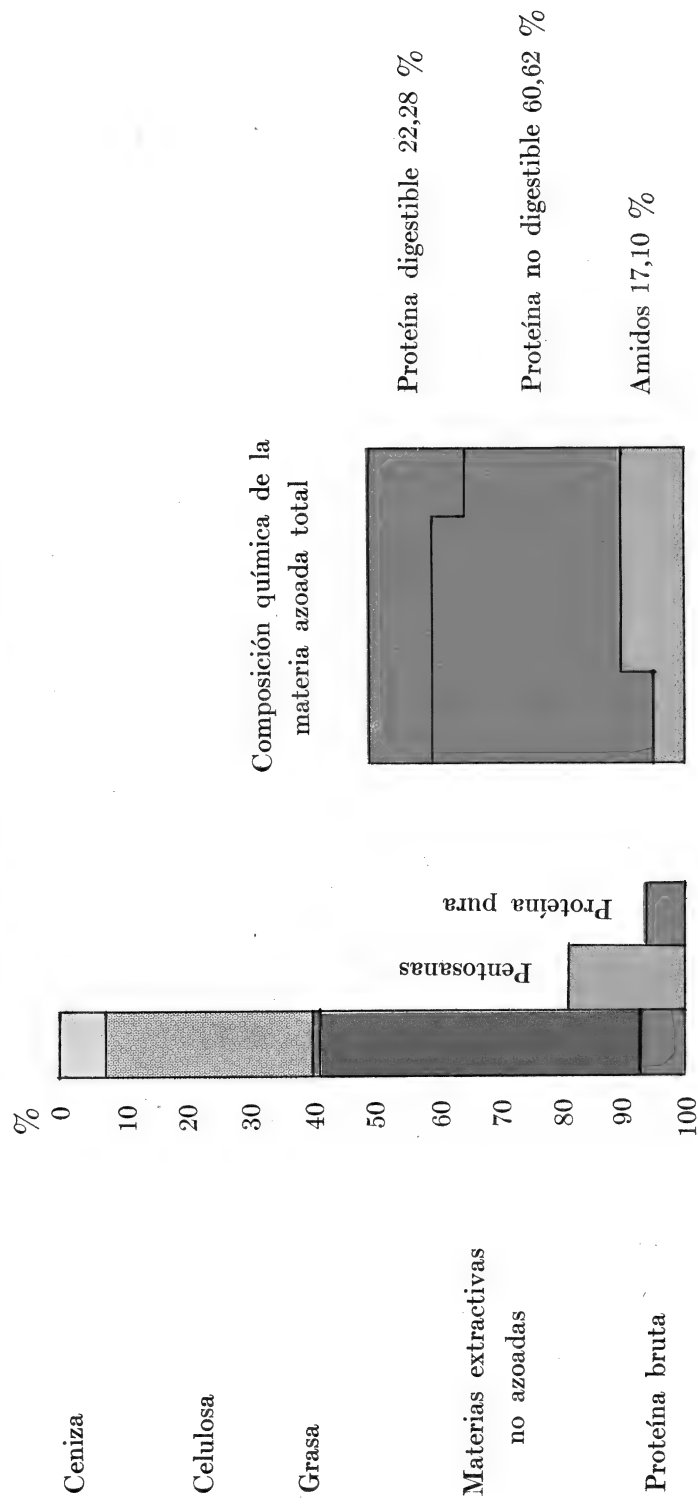 Ceniza
Celulosa
Grasa
Materias extractivas
no azoadas
Proteína bruta
%
0
10
20
30
40
50
60
70
80
90
100
Pentosanas
Proteína pura
Composición química de la
materia azoada total
Proteína digestible 22,28 %
Proteína no digestible 60,62 %
Amidos 17,10 %